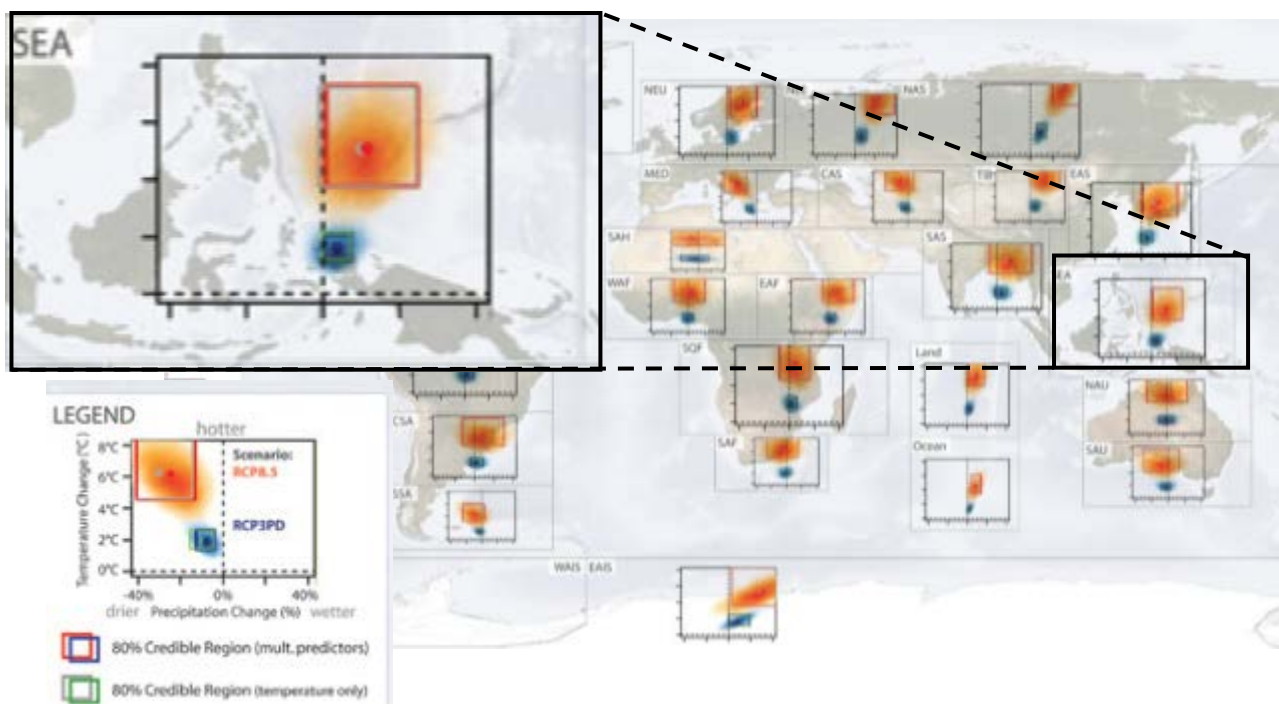 SEA
NEU
NAS
MED
CAS
TIB
EAS
SAH
SAS
WAF
EAF
EA
SQF
Land
NAU
CSA
SAF
Ocean
SAU
SSA
WAIS EAIS
LEGEND
hotter
8°C
6°C
4°C
2°C
0°C
Temperature Change (°C)
Scenario:
RCP8.5
RCP3PD
-40% 0% 40%
drier Precipitation Change (%) wetter
80% Credible Region (mult. predictors)
80% Credible Region (temperature only)